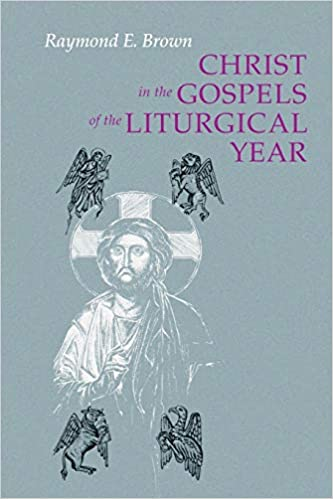 Raymond E. Brown
CHRIST
in the GOSPELS
of the LITURGICAL
YEAR